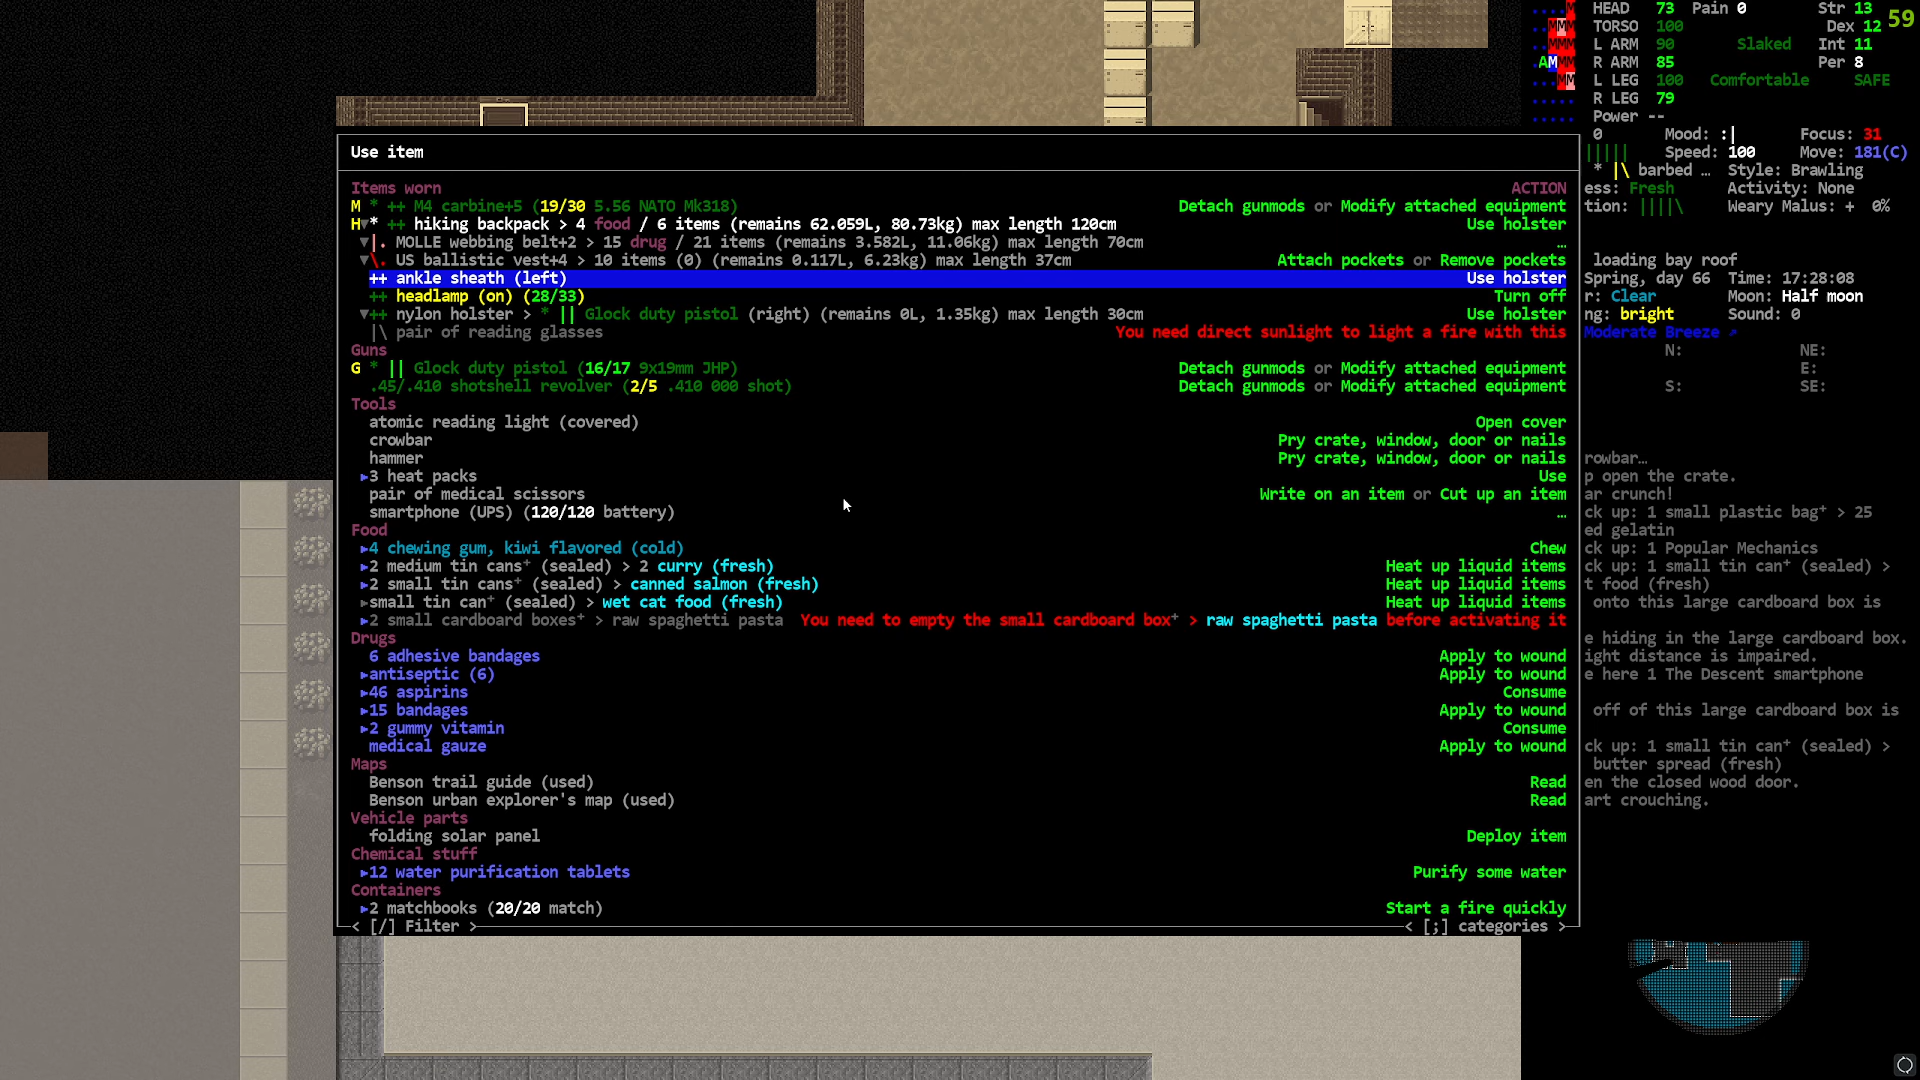 HEAD 73 Pain 0 Str 13 59
TORSO 100 Dex 12
L ARM 90 Slaked Int 11
AM R ARM 85 Per 8
L LEG 100 Comfortable SAFE
R LEG 79
Power --
0 Mood: :| Focus: 31
||||| Speed: 100 Move: 181(C)
* |\ barbed … Style: Brawling
ess: Fresh Activity: None
tion: ||||\ Weary Malus: + 0%
loading bay roof
Spring, day 66 Time: 17:28:08
r: Clear Moon: Half moon
ng: bright Sound: 0
Moderate Breeze
N: NE:
E:
S: SE:
rowbar…
p open the crate.
ar crunch!
ck up: 1 small plastic bag⁺ > 25
ed gelatin
ck up: 1 Popular Mechanics
ck up: 1 small tin can⁺ (sealed) >
t food (fresh)
onto this large cardboard box is
e hiding in the large cardboard box.
ight distance is impaired.
e here 1 The Descent smartphone
off of this large cardboard box is
ck up: 1 small tin can⁺ (sealed) >
butter spread (fresh)
en the closed wood door.
art crouching.
Use item
Items worn ACTION
M * ++ M4 carbine+5 (19/30 5.56 NATO Mk318) Detach gunmods or Modify attached equipment
H▼* ++ hiking backpack > 4 food / 6 items (remains 62.059L, 80.73kg) max length 120cm Use holster
▼|. MOLLE webbing belt+2 > 15 drug / 21 items (remains 3.582L, 11.06kg) max length 70cm …
▼\. US ballistic vest+4 > 10 items (0) (remains 0.117L, 6.23kg) max length 37cm Attach pockets or Remove pockets
++ ankle sheath (left) Use holster
++ headlamp (on) (28/33) Turn off
▼++ nylon holster > * || Glock duty pistol (right) (remains 0L, 1.35kg) max length 30cm Use holster
|\ pair of reading glasses You need direct sunlight to light a fire with this
Guns
G * || Glock duty pistol (16/17 9x19mm JHP) Detach gunmods or Modify attached equipment
.45/.410 shotshell revolver (2/5 .410 000 shot) Detach gunmods or Modify attached equipment
Tools
atomic reading light (covered) Open cover
crowbar Pry crate, window, door or nails
hammer Pry crate, window, door or nails
▶3 heat packs Use
pair of medical scissors Write on an item or Cut up an item
smartphone (UPS) (120/120 battery) …
Food
▶4 chewing gum, kiwi flavored (cold) Chew
▶2 medium tin cans⁺ (sealed) > 2 curry (fresh) Heat up liquid items
▶2 small tin cans⁺ (sealed) > canned salmon (fresh) Heat up liquid items
▶small tin can⁺ (sealed) > wet cat food (fresh) Heat up liquid items
▶2 small cardboard boxes⁺ > raw spaghetti pasta You need to empty the small cardboard box⁺ > raw spaghetti pasta before activating it
Drugs
6 adhesive bandages Apply to wound
▶antiseptic (6) Apply to wound
▶46 aspirins Consume
▶15 bandages Apply to wound
▶2 gummy vitamin Consume
medical gauze Apply to wound
Maps
Benson trail guide (used) Read
Benson urban explorer's map (used) Read
Vehicle parts
folding solar panel Deploy item
Chemical stuff
▶12 water purification tablets Purify some water
Containers
▶2 matchbooks (20/20 match) Start a fire quickly
< [/] Filter > < [;] categories >